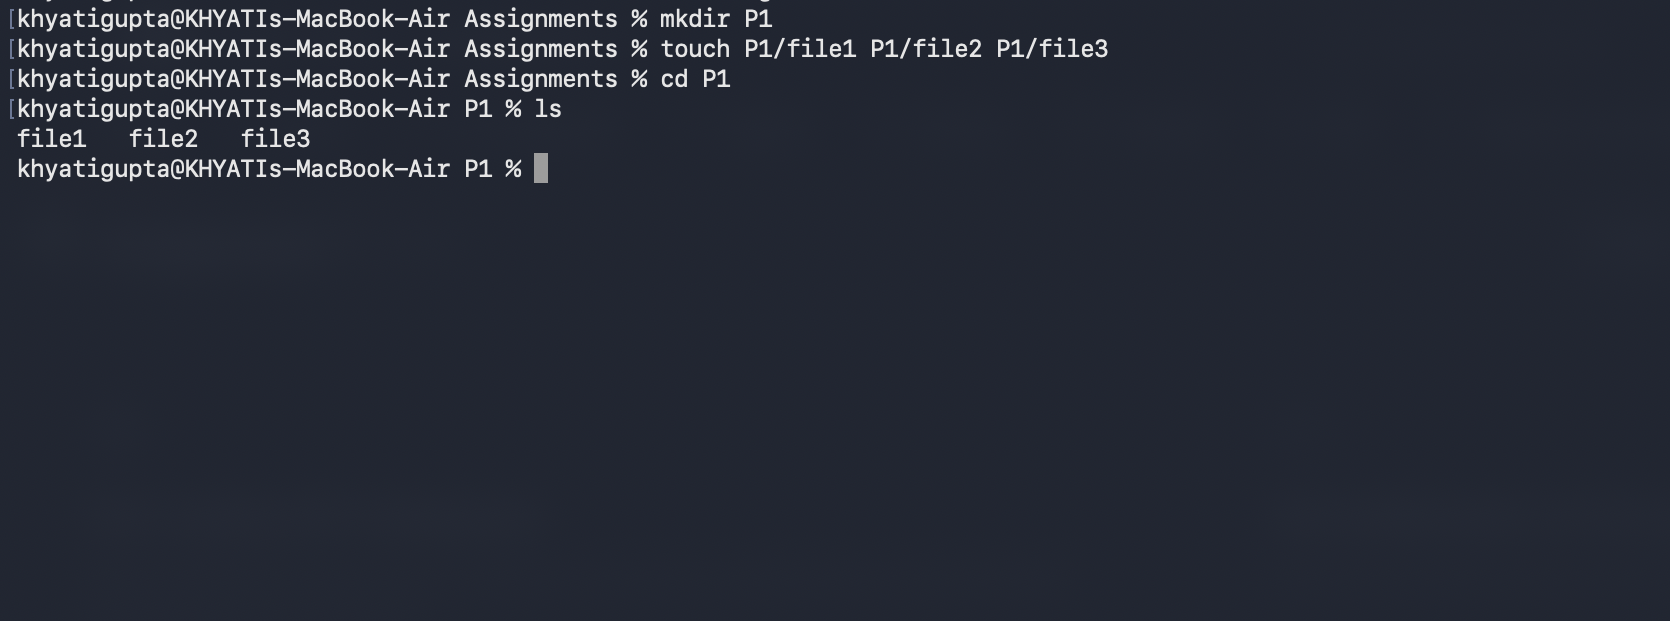 [khyatigupta@KHYATIs-MacBook-Air Assignments % mkdir P1
[khyatigupta@KHYATIs-MacBook-Air Assignments % touch P1/file1 P1/file2 P1/file3
[khyatigupta@KHYATIs-MacBook-Air Assignments % cd P1
[khyatigupta@KHYATIs-MacBook-Air P1 % ls
file1   file2   file3
khyatigupta@KHYATIs-MacBook-Air P1 %